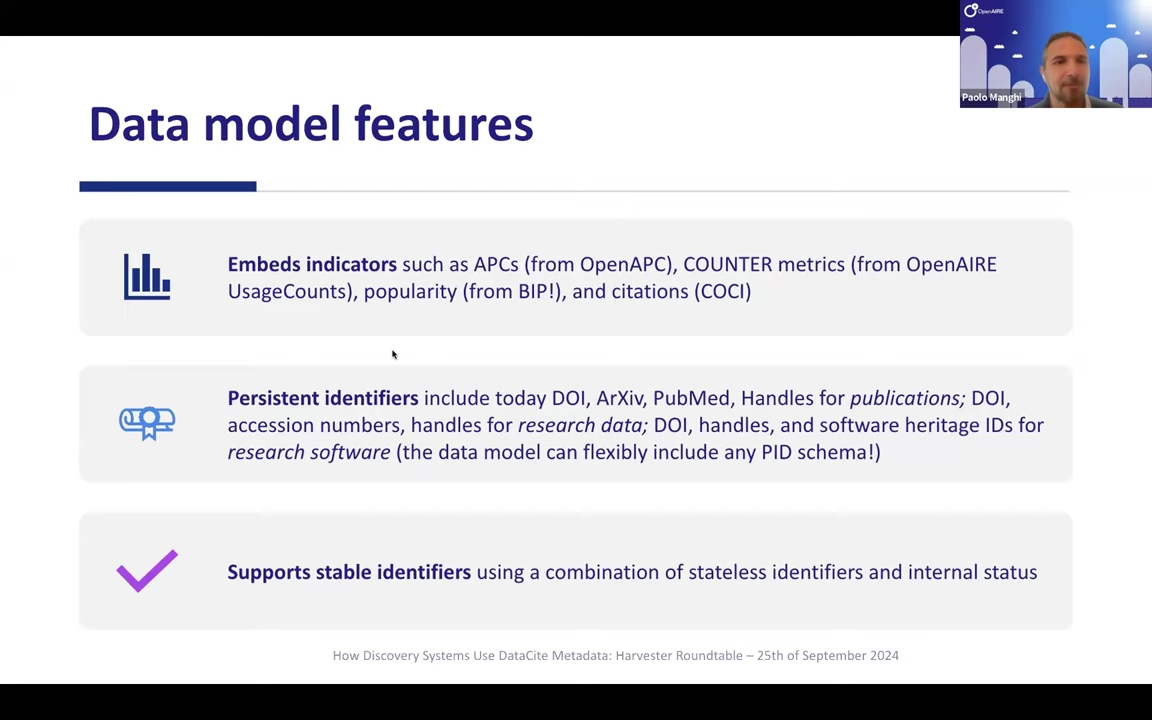 OpenAIRE
Paolo Manghi
Data model features
Embeds indicators such as APCs (from OpenAPC), COUNTER metrics (from OpenAIRE
UsageCounts), popularity (from BIP!), and citations (COCI)
Persistent identifiers include today DOI, ArXiv, PubMed, Handles for publications; DOI,
accession numbers, handles for research data; DOI, handles, and software heritage IDs for
research software (the data model can flexibly include any PID schema!)
Supports stable identifiers using a combination of stateless identifiers and internal status
How Discovery Systems Use DataCite Metadata: Harvester Roundtable – 25th of September 2024